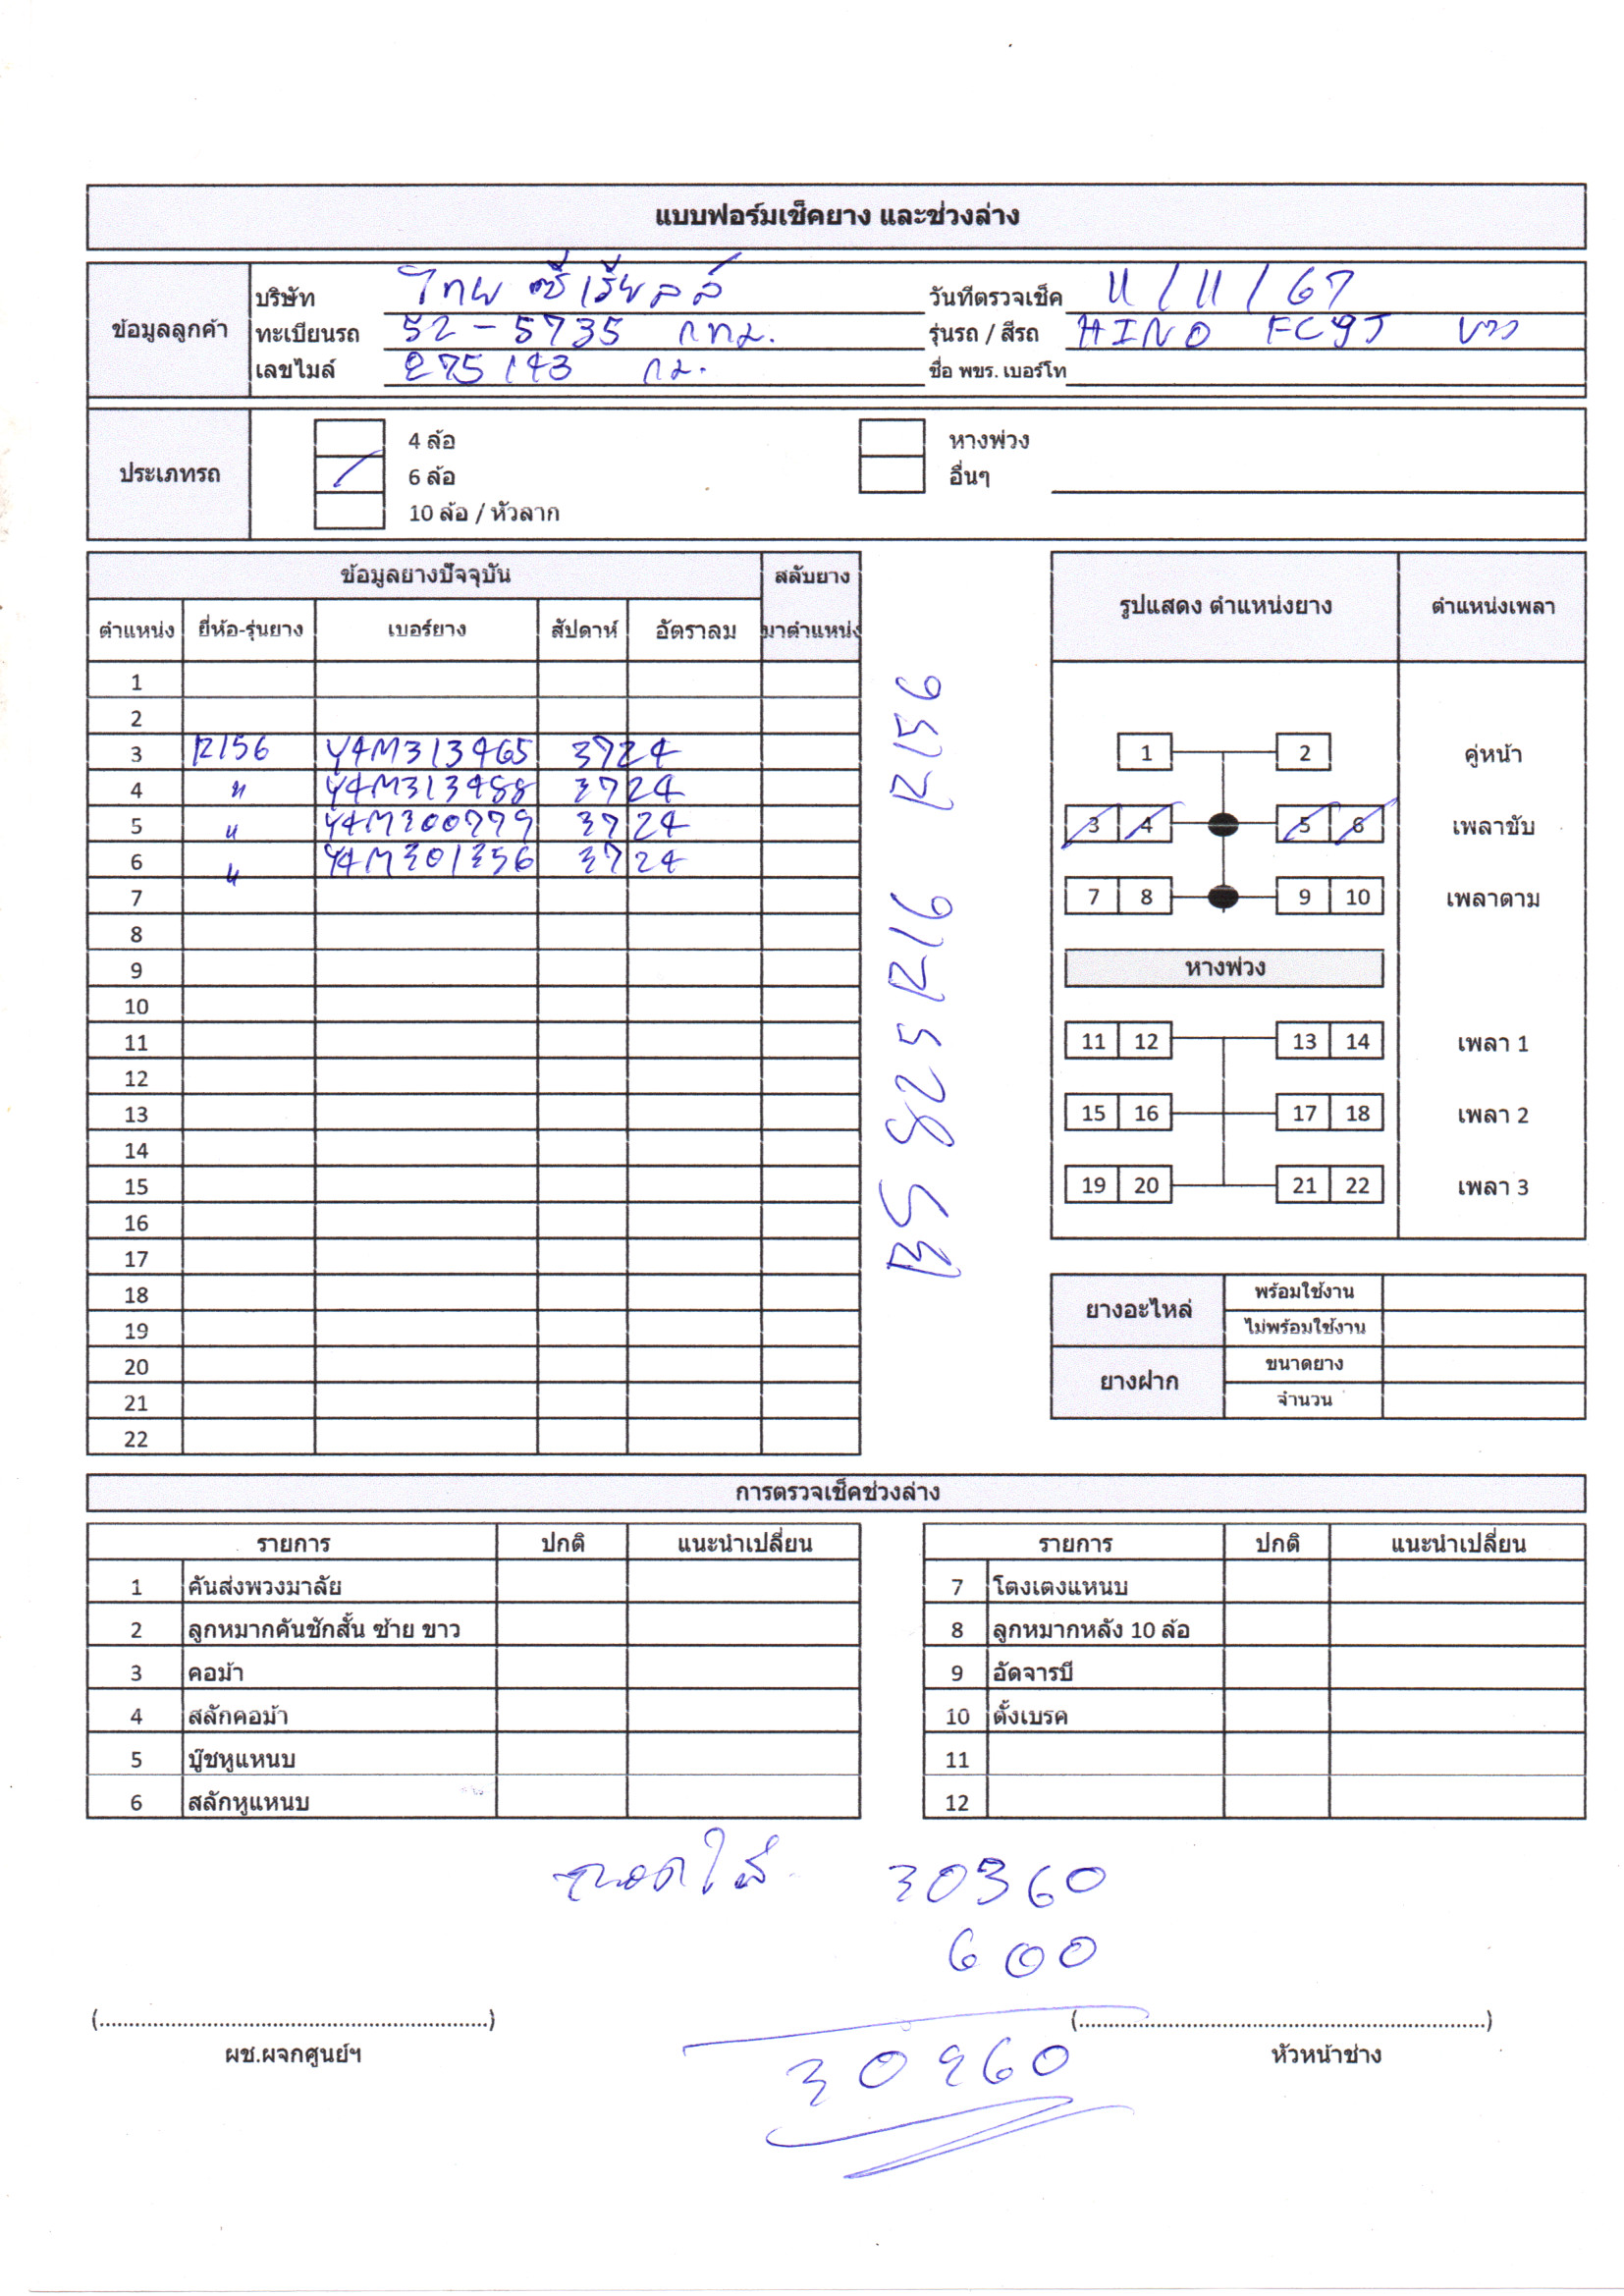 แบบฟอร์มเช็คยาง และช่วงล่าง
ข้อมูลลูกค้า
บริษัท ไทย ซีเรียลล์ วันที่ตรวจเช็ค 11 / 11 / 67
ทะเบียนรถ 52 - 5735 กทม. รุ่นรถ / สีรถ HINO FC9J ขาว
เลขไมล์ 275143 กม. ชื่อ พขร. เบอร์โท
ประเภทรถ
4 ล้อ หางพ่วง
6 ล้อ อื่นๆ
10 ล้อ / หัวลาก
ข้อมูลยางปัจจุบัน สลับยาง
ตำแหน่ง ยี่ห้อ-รุ่นยาง เบอร์ยาง สัปดาห์ อัตราลม มาตำแหน่ง
1
2
3 R156 Y4M313465 3724
4 " Y4M313488 3724
5 " Y4M300779 3724
6 " Y4M301356 3724
7
8
9
10
11
12
13
14
15
16
17
18
19
20
21
22
825 R16 R156
รูปแสดง ตำแหน่งยาง ตำแหน่งเพลา
1 2 คู่หน้า
3 4 5 6 เพลาขับ
7 8 9 10 เพลาตาม
หางพ่วง
11 12 13 14 เพลา 1
15 16 17 18 เพลา 2
19 20 21 22 เพลา 3
ยางอะไหล่ พร้อมใช้งาน
ไม่พร้อมใช้งาน
ยางฝาก ขนาดยาง
จำนวน
การตรวจเช็คช่วงล่าง
รายการ ปกติ แนะนำเปลี่ยน รายการ ปกติ แนะนำเปลี่ยน
1 คันส่งพวงมาลัย 7 โตงเตงแหนบ
2 ลูกหมากคันชักสั้น ซ้าย ขาว 8 ลูกหมากหลัง 10 ล้อ
3 คอม้า 9 อัดจารบี
4 สลักคอม้า 10 ตั้งเบรค
5 บู๊ชหูแหนบ 11
6 สลักหูแหนบ 12
ถอดใส่ 30360
600
30960
(....................) (....................)
ผช.ผจกศูนย์ฯ หัวหน้าช่าง